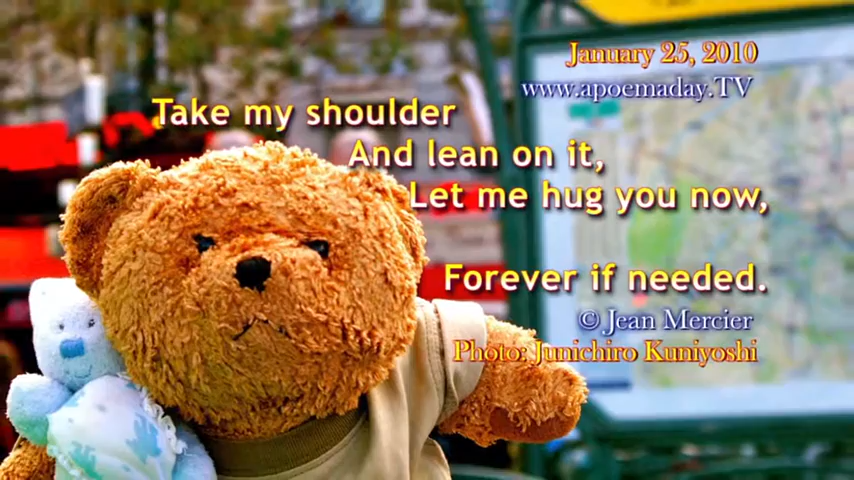 January 25, 2010
www.apoemaday.TV
Take my shoulder
And lean on it,
Let me hug you now,
Forever if needed.
© Jean Mercier
Photo: Junichiro Kuniyoshi